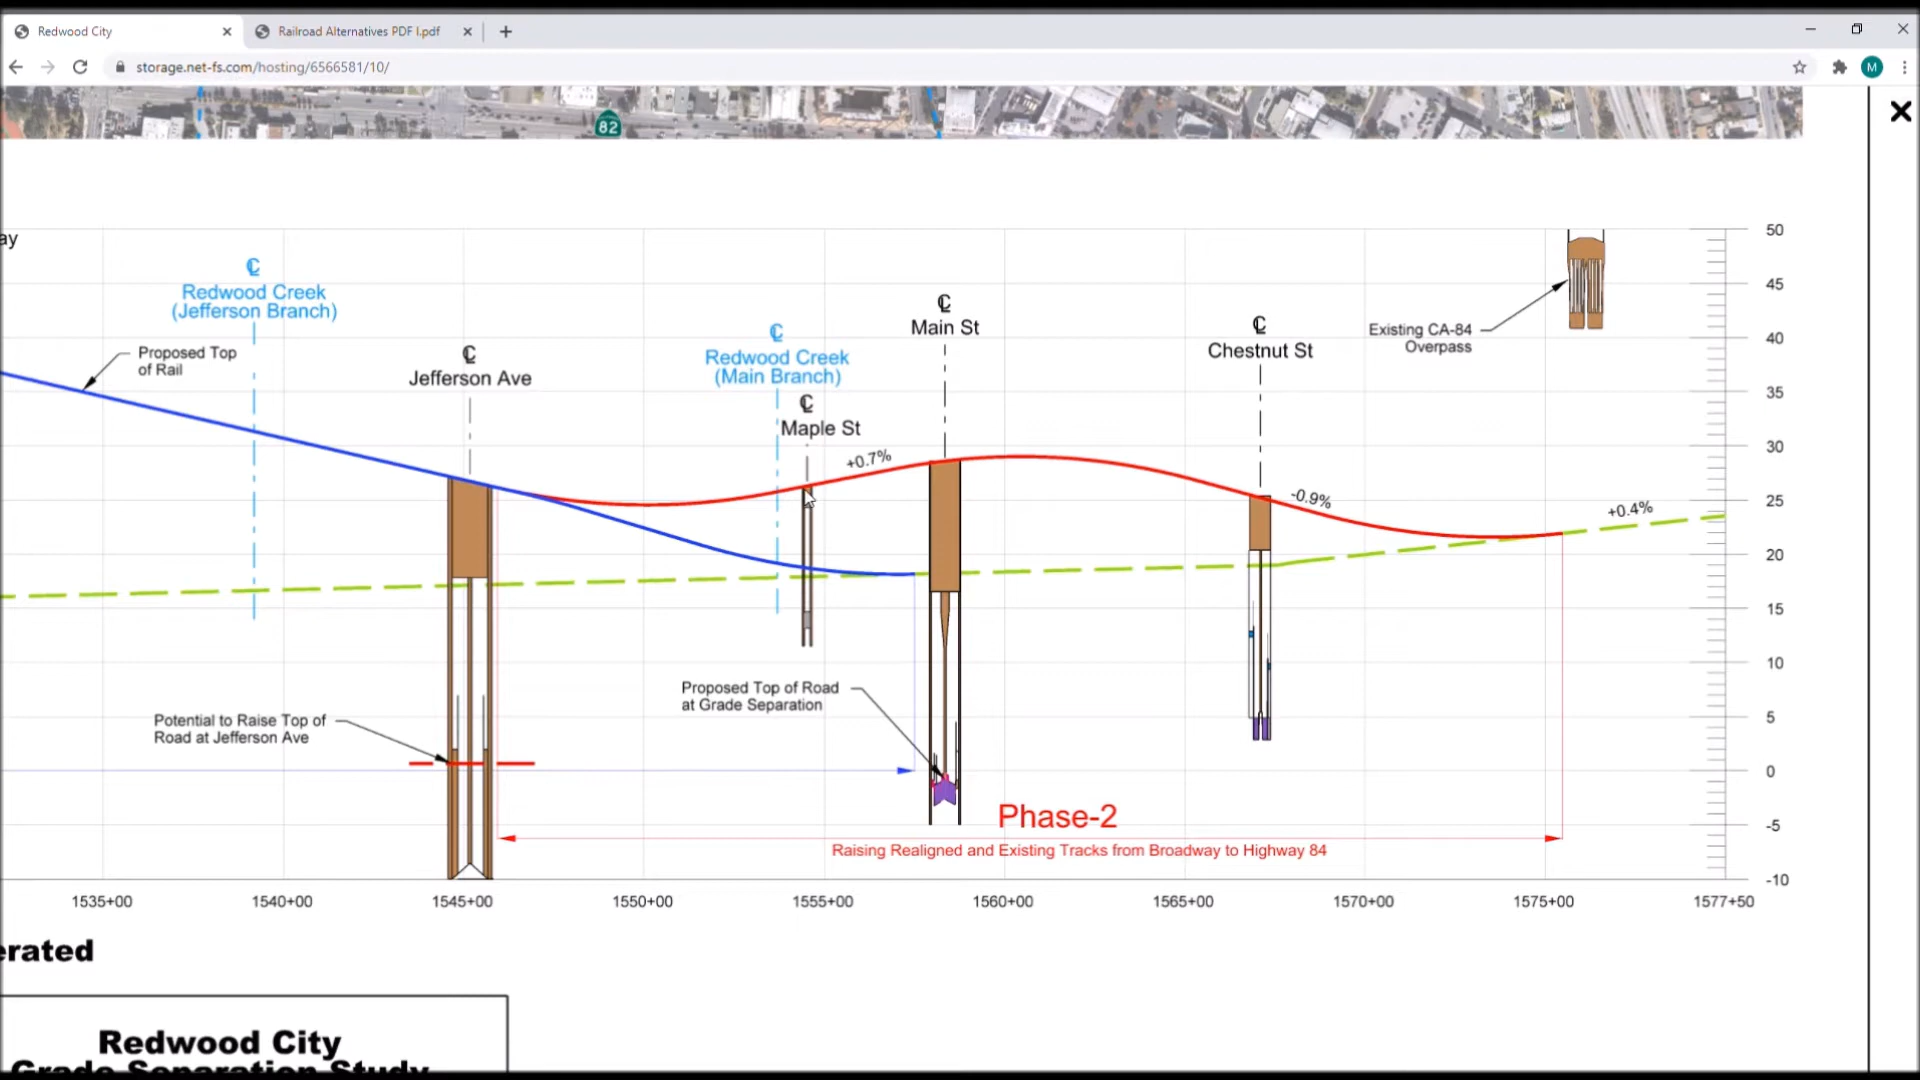 Redwood City
Railroad Alternatives PDF I.pdf
storage.net-fs.com/hosting/6566581/10/
M
82
ay
50
45
40
35
30
25
20
15
10
5
0
-5
-10
℄
Redwood Creek
(Jefferson Branch)
Proposed Top
of Rail
℄
Jefferson Ave
℄
Redwood Creek
(Main Branch)
℄
Maple St
℄
Main St
℄
Chestnut St
Existing CA-84
Overpass
+0.7%
-0.9%
+0.4%
Proposed Top of Road
at Grade Separation
Potential to Raise Top of
Road at Jefferson Ave
Phase-2
Raising Realigned and Existing Tracks from Broadway to Highway 84
1535+00
1540+00
1545+00
1550+00
1555+00
1560+00
1565+00
1570+00
1575+00
1577+50
erated
Redwood City
Grade Separation Study